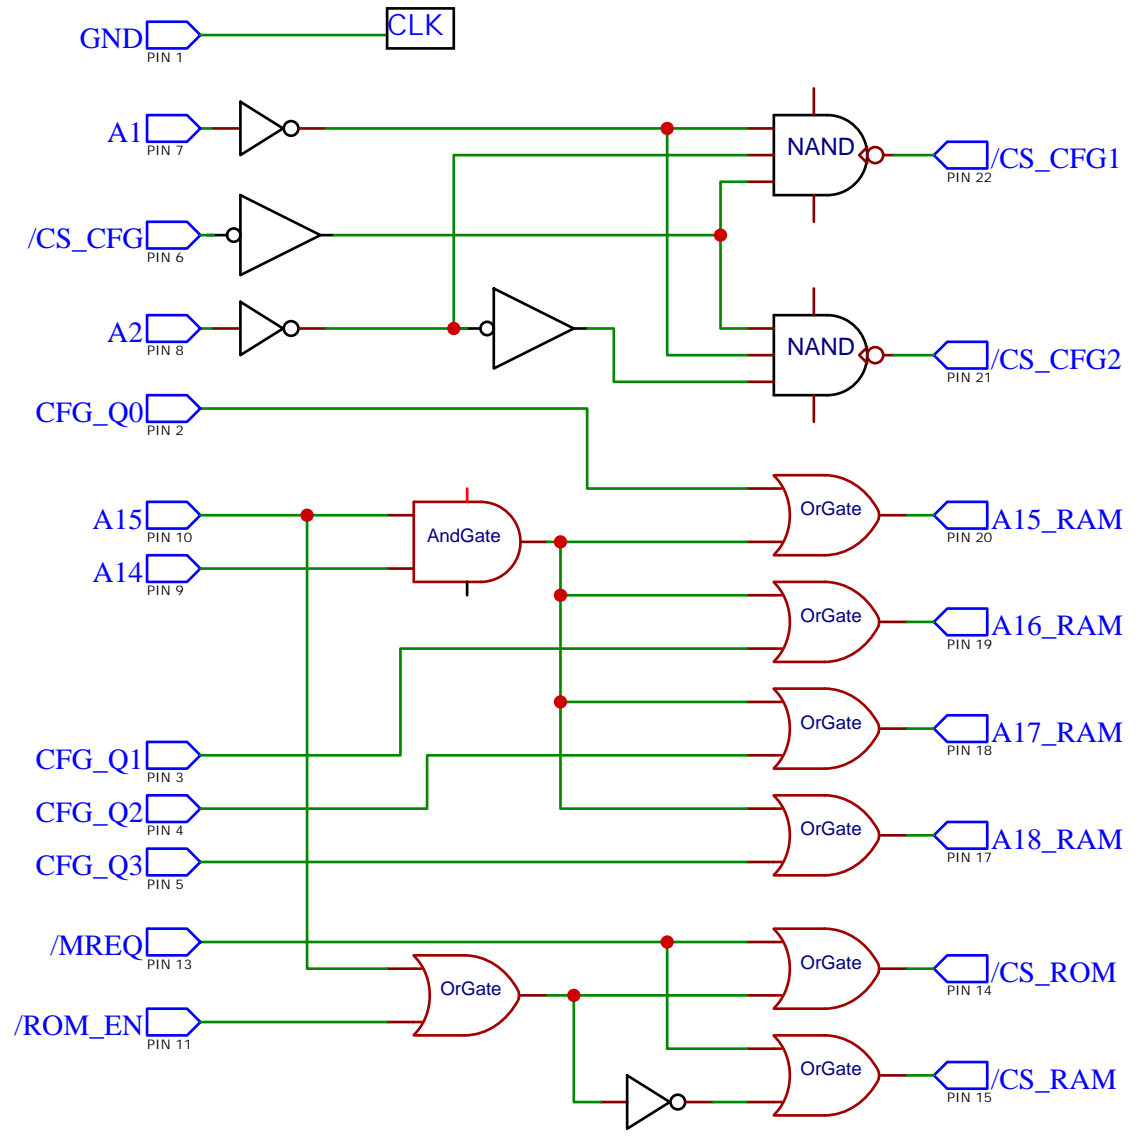 GND
PIN 1
CLK
A1
PIN 7
NAND
/CS_CFG1
PIN 22
/CS_CFG
PIN 6
A2
PIN 8
NAND
/CS_CFG2
PIN 21
CFG_Q0
PIN 2
A15
PIN 10
AndGate
OrGate
A15_RAM
PIN 20
A14
PIN 9
OrGate
A16_RAM
PIN 19
OrGate
A17_RAM
PIN 18
CFG_Q1
PIN 3
CFG_Q2
PIN 4
OrGate
A18_RAM
PIN 17
CFG_Q3
PIN 5
/MREQ
PIN 13
OrGate
OrGate
/CS_ROM
PIN 14
/ROM_EN
PIN 11
OrGate
/CS_RAM
PIN 15